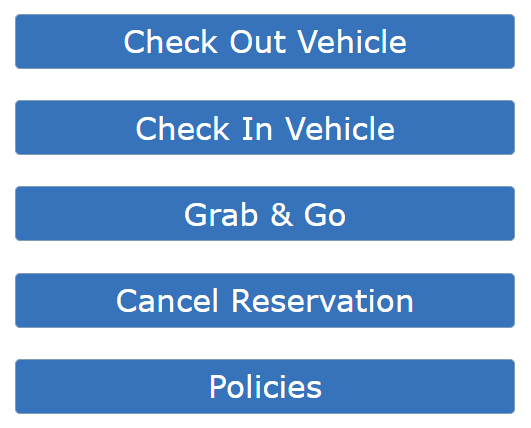 Check Out Vehicle
Check In Vehicle
Grab & Go
Cancel Reservation
Policies